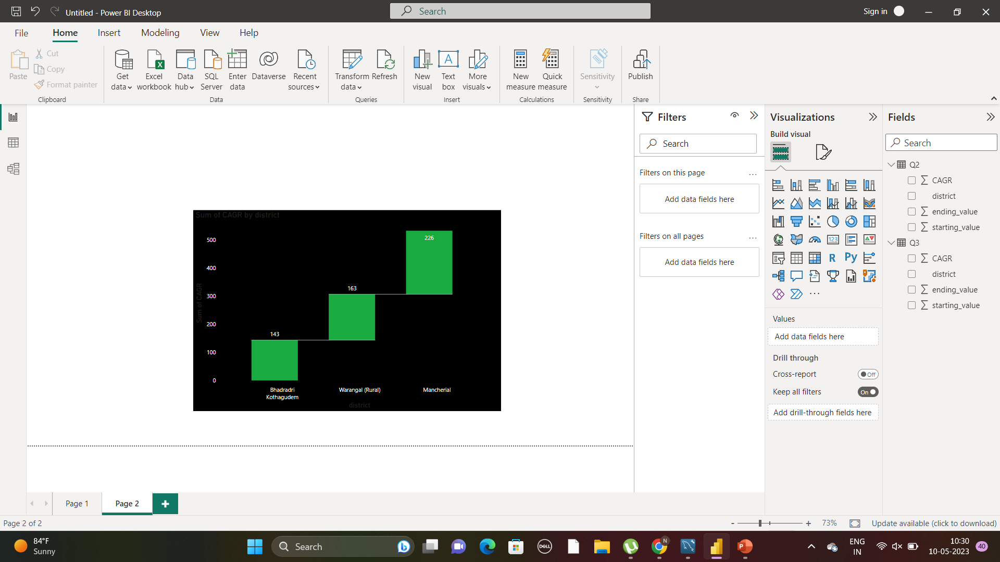 Untitled - Power BI Desktop
Search
Sign in
File Home Insert Modeling View Help
Paste
Cut
Copy
Format painter
Clipboard
Get data
Excel workbook
Data hub
SQL Server
Enter data
Dataverse
Recent sources
Data
Transform data
Refresh
Queries
New visual
Text box
More visuals
Insert
New measure
Quick measure
Calculations
Sensitivity
Sensitivity
Publish
Share
Sum of CAGR by district
Sum of CAGR
500
400
300
200
100
0
143
163
226
Bhadradri
Kothagudem
Warangal (Rural)
Mancherial
district
Filters
Search
Filters on this page
...
Add data fields here
Filters on all pages
...
Add data fields here
Visualizations
Build visual
123
R
Py
...
Values
Add data fields here
Drill through
Cross-report
Off
Keep all filters
On
Add drill-through fields here
Fields
Search
Q2
CAGR
district
ending_value
starting_value
Q3
CAGR
district
ending_value
starting_value
Page 1
Page 2
Page 2 of 2
- + 73%
Update available (click to download)
84°F
Sunny
Search
DELL
N
P
ENG
IN
10:30
10-05-2023
40